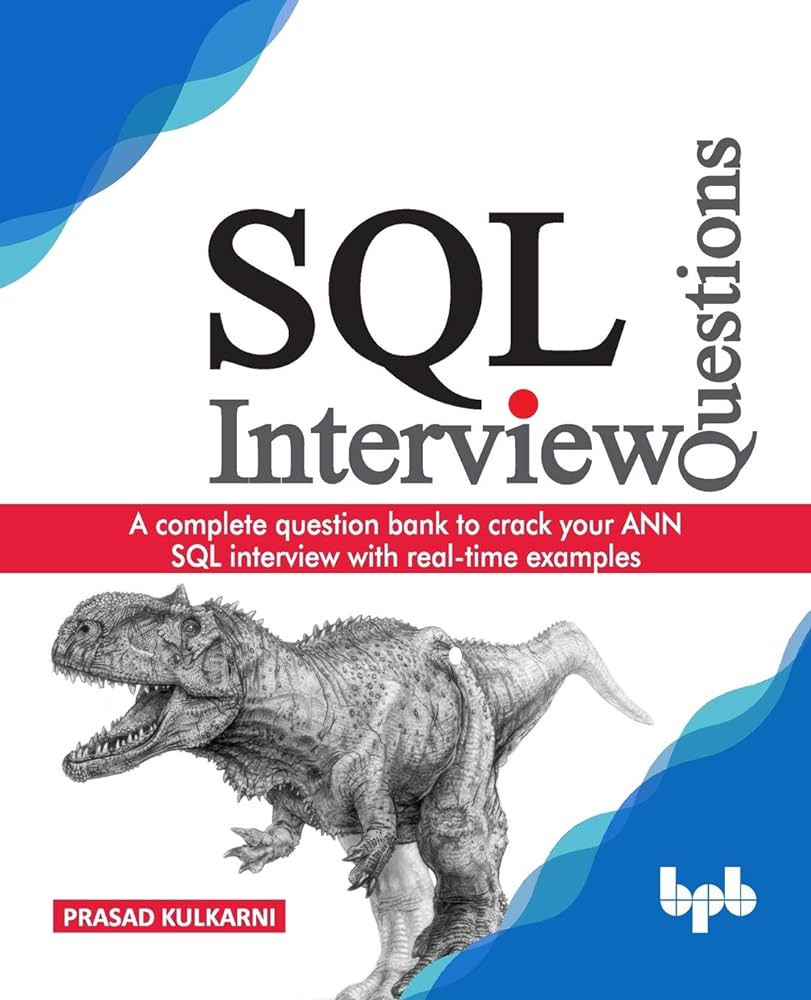 SQL
Interview
Questions
A complete question bank to crack your ANN
SQL interview with real-time examples
PRASAD KULKARNI
bpb